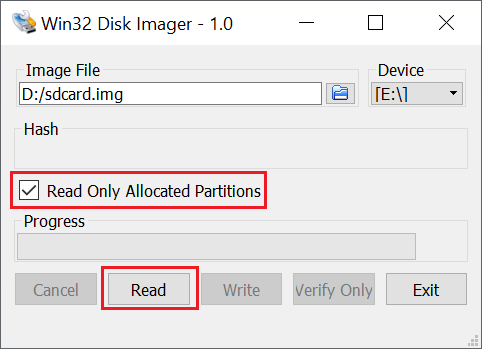 Win32 Disk Imager - 1.0
Image File
Device
D:/sdcard.img
[E:\]
Hash
Read Only Allocated Partitions
Progress
Cancel
Read
Write
Verify Only
Exit